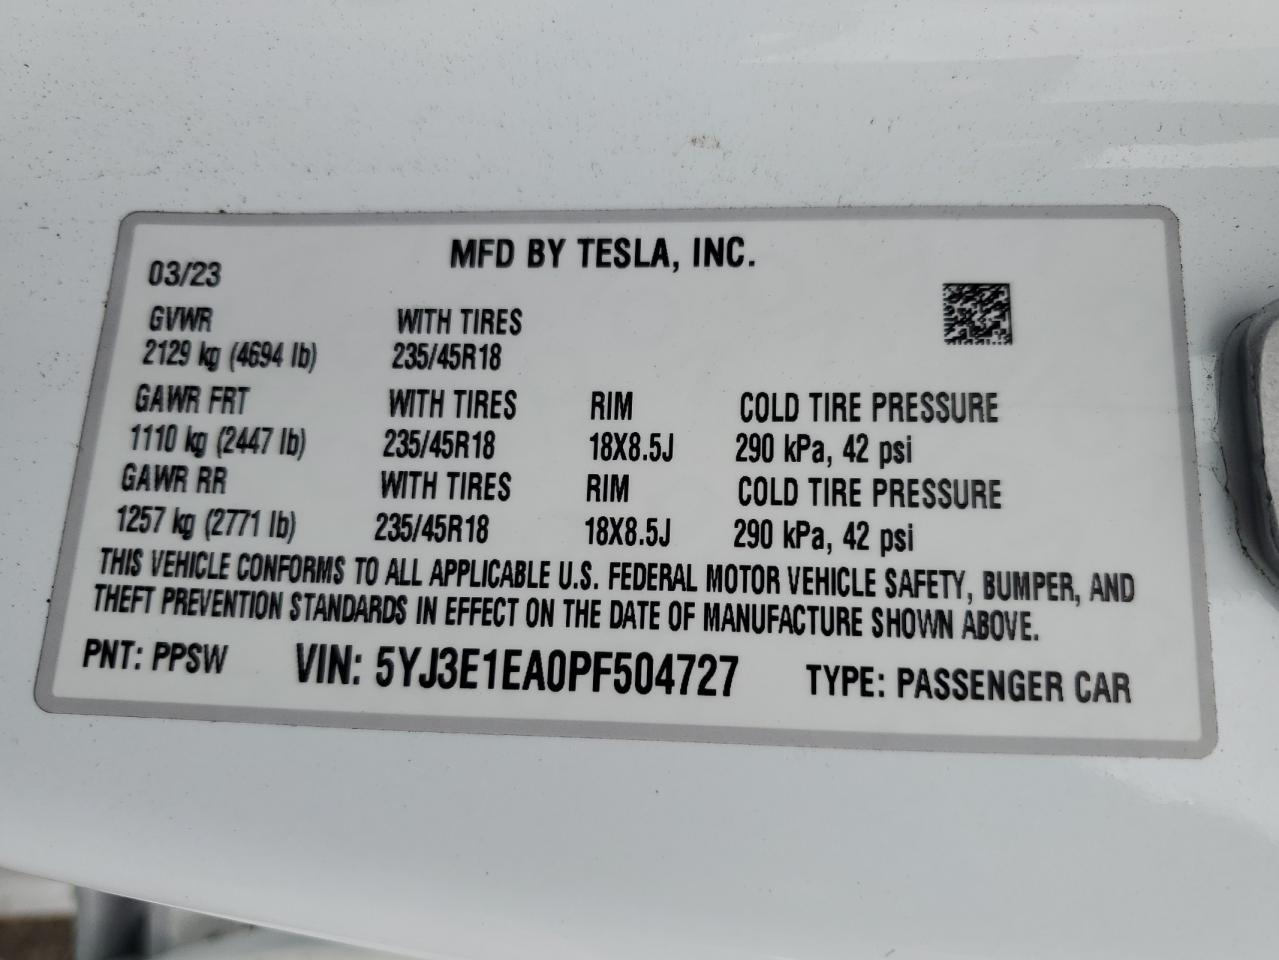 MFD BY TESLA, INC.
03/23
GVWR WITH TIRES
2129 kg (4694 lb) 235/45R18
GAWR FRT WITH TIRES RIM COLD TIRE PRESSURE
1110 kg (2447 lb) 235/45R18 18X8.5J 290 kPa, 42 psi
GAWR RR WITH TIRES RIM COLD TIRE PRESSURE
1257 kg (2771 lb) 235/45R18 18X8.5J 290 kPa, 42 psi
THIS VEHICLE CONFORMS TO ALL APPLICABLE U.S. FEDERAL MOTOR VEHICLE SAFETY, BUMPER, AND
THEFT PREVENTION STANDARDS IN EFFECT ON THE DATE OF MANUFACTURE SHOWN ABOVE.
PNT: PPSW VIN: 5YJ3E1EA0PF504727 TYPE: PASSENGER CAR